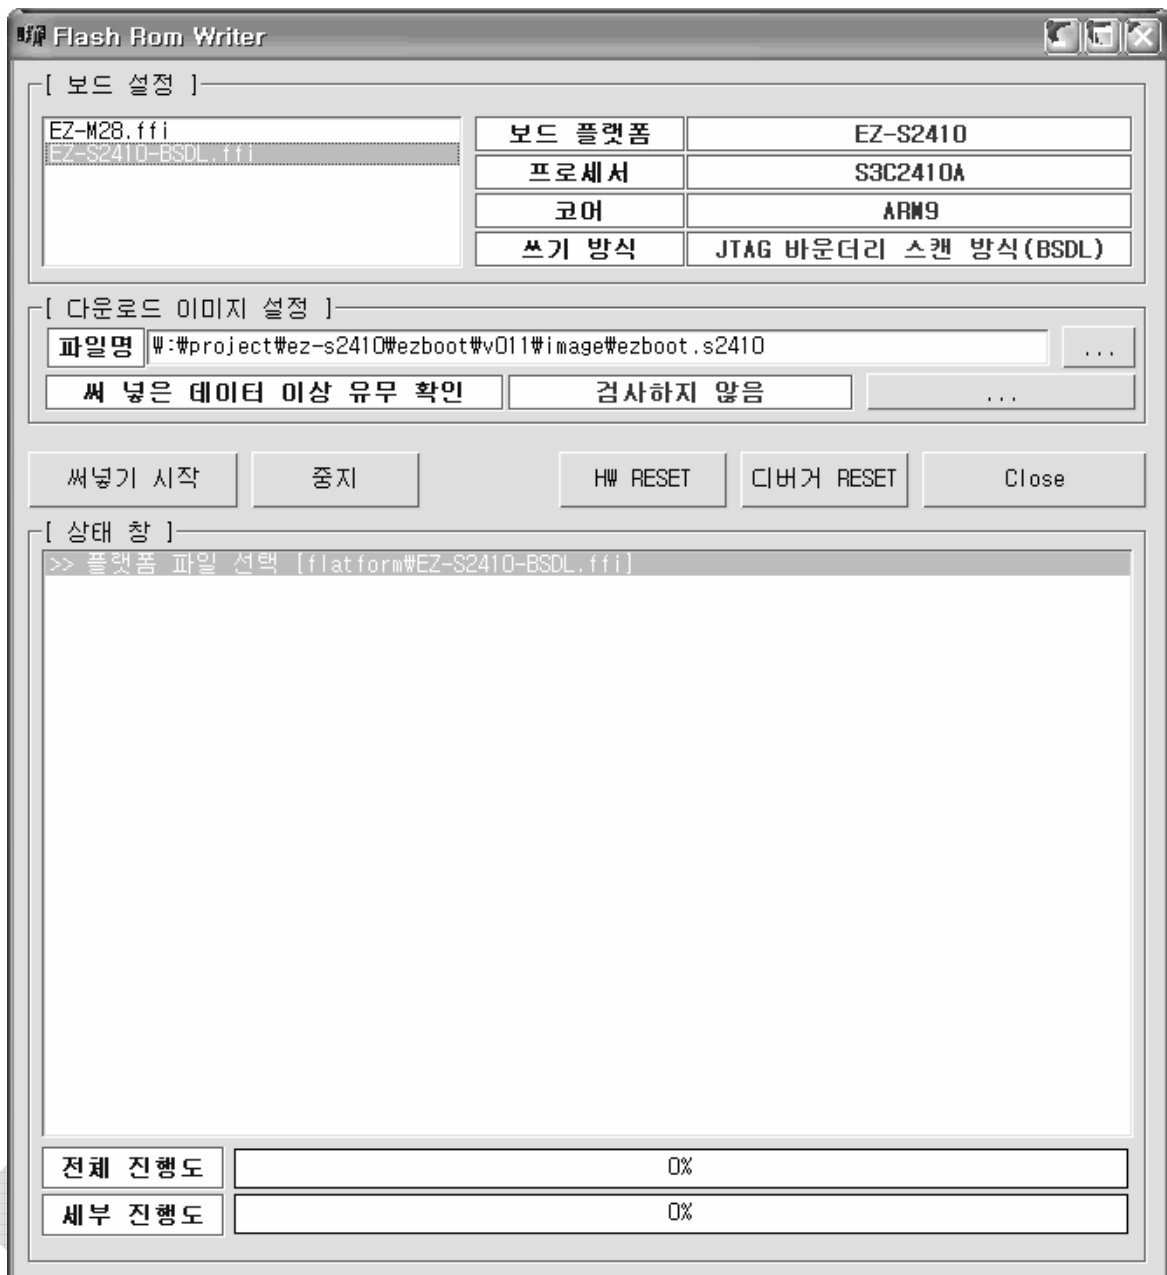 Flash Rom Writer
[ 보드 설정 ]
EZ-M28.ffi
EZ-S2410-BSDL.ffi
보드 플랫폼 EZ-S2410
프로세서 S3C2410A
코어 ARM9
쓰기 방식 JTAG 바운더리 스캔 방식(BSDL)
[ 다운로드 이미지 설정 ]
파일명 ₩:₩project₩ez-s2410₩ezboot₩v011₩image₩ezboot.s2410 ...
써 넣은 데이터 이상 유무 확인 검사하지 않음 ...
써넣기 시작 중지 HW RESET 디버거 RESET Close
[ 상태 창 ]
>> 플랫폼 파일 선택 [flatform₩EZ-S2410-BSDL.ffi]
전체 진행도 0%
세부 진행도 0%